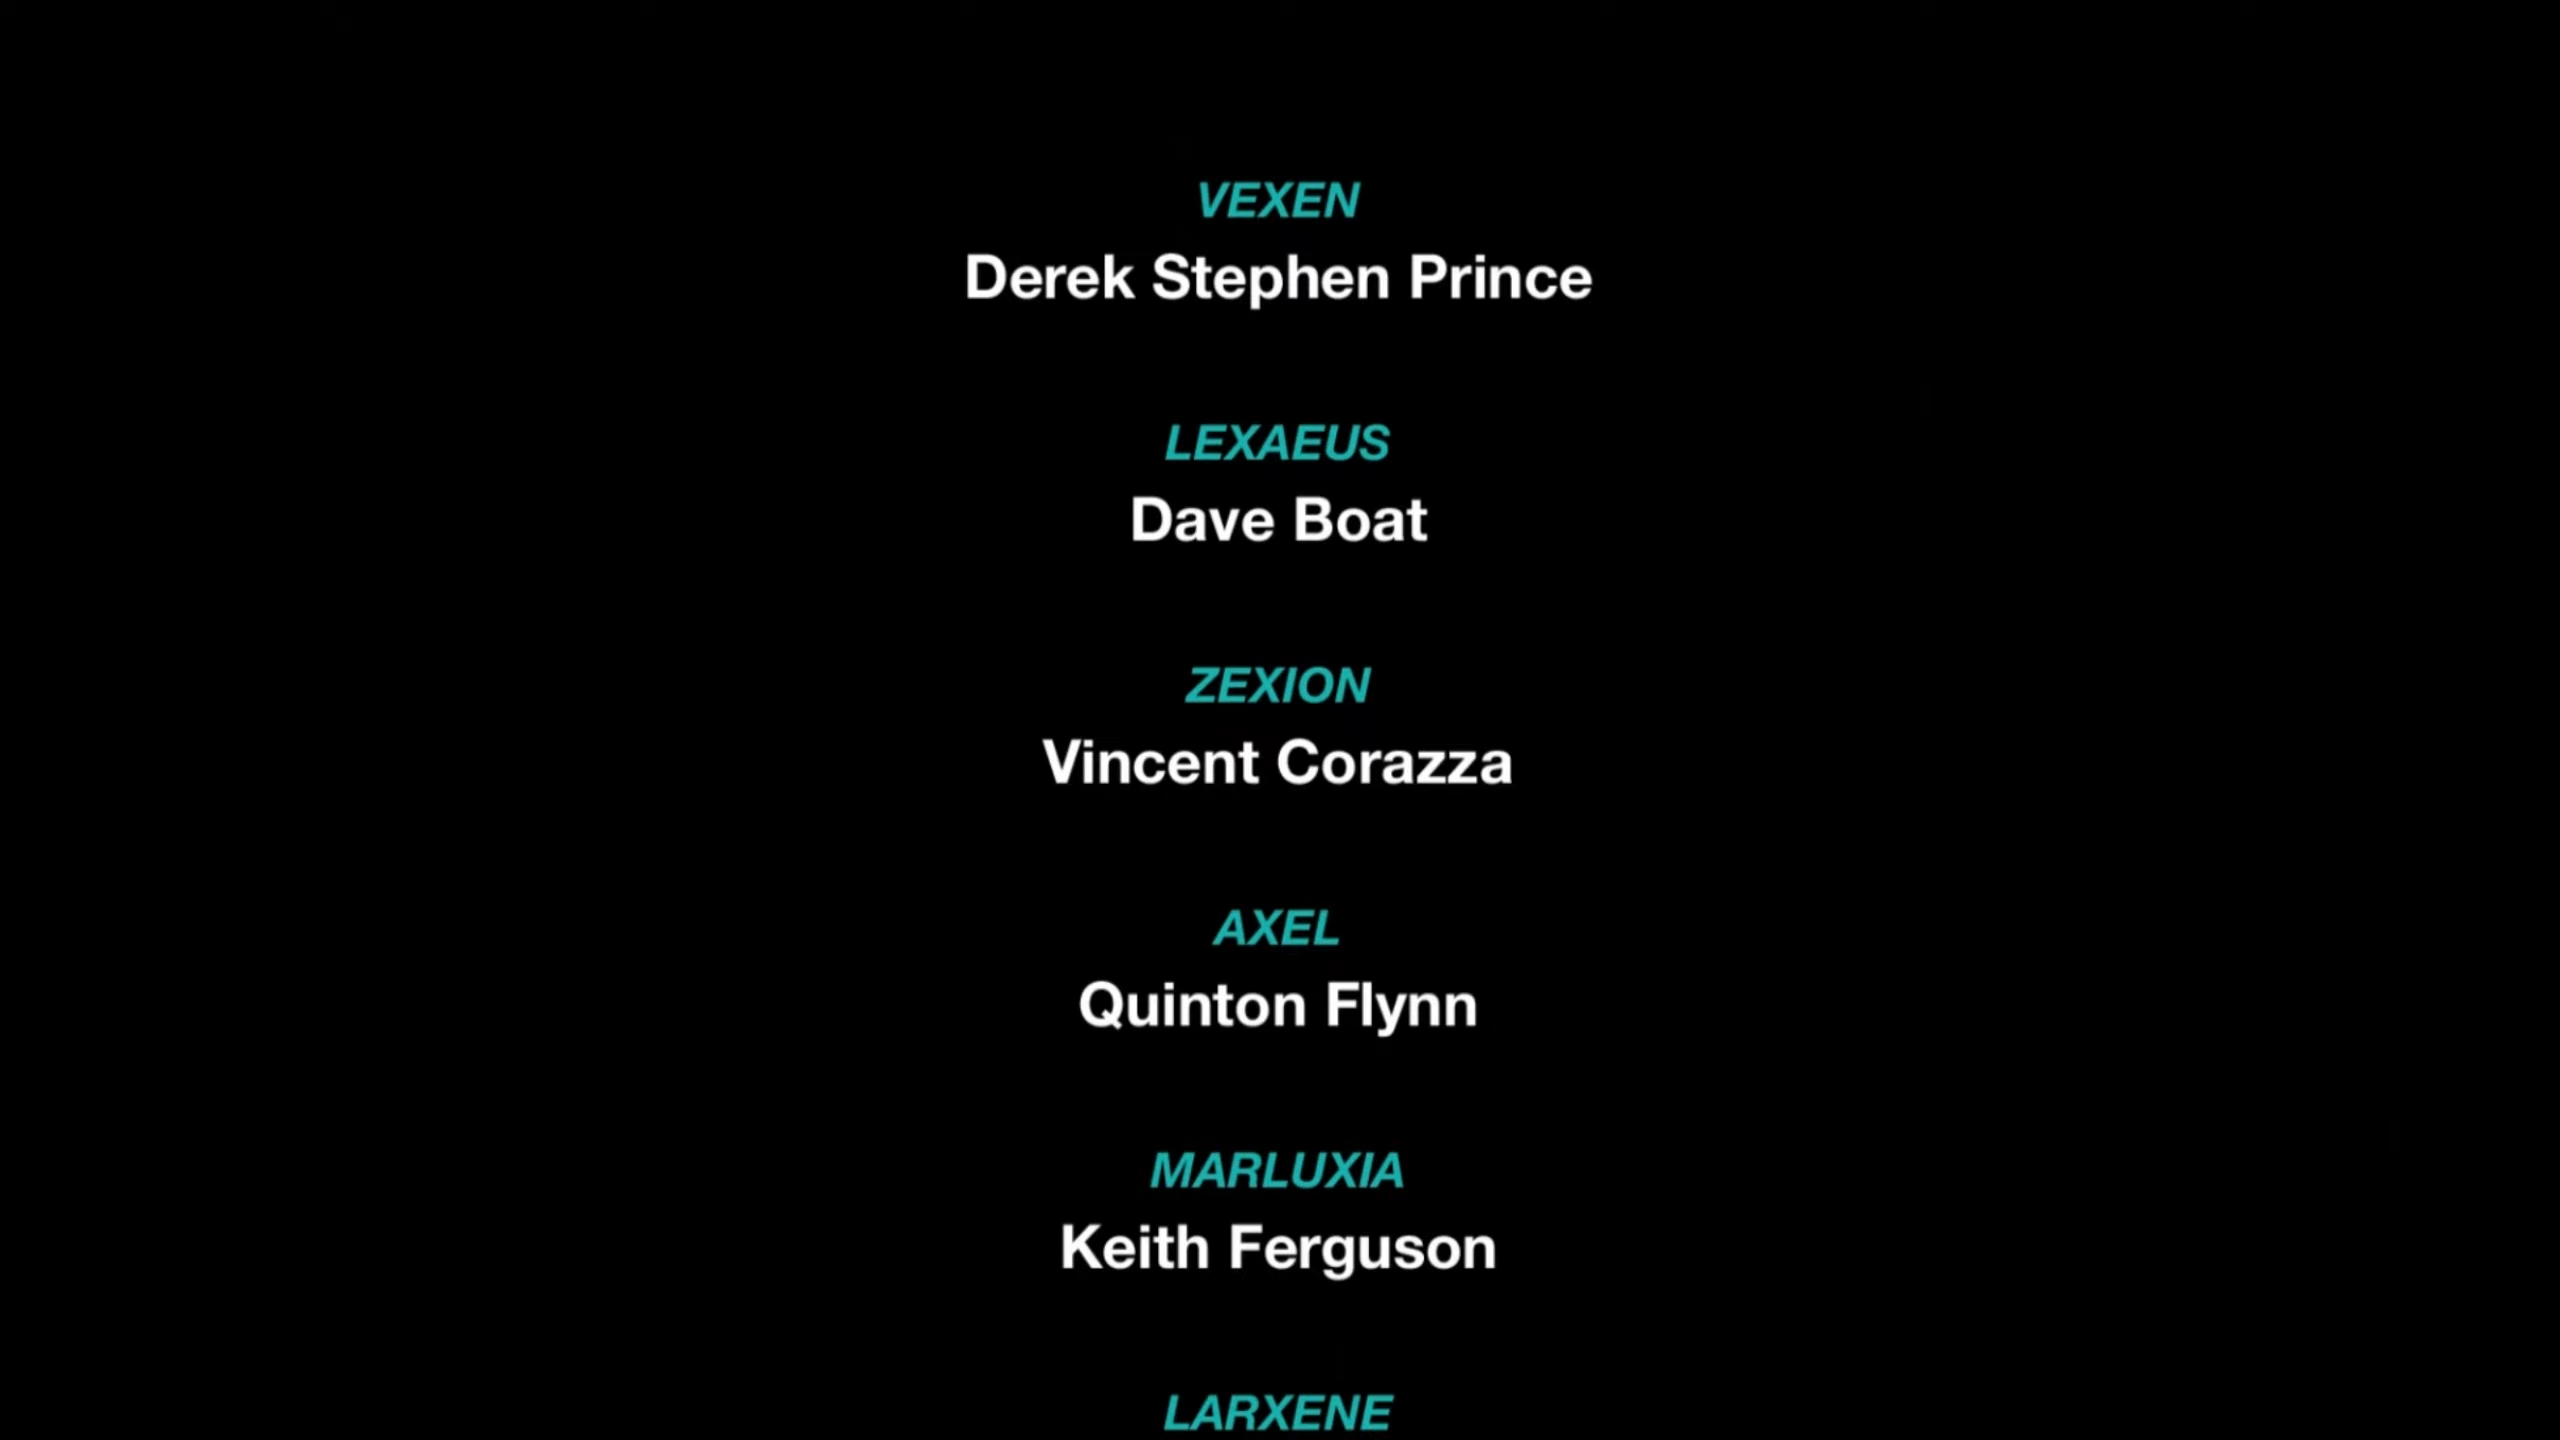 VEXEN
Derek Stephen Prince
LEXAEUS
Dave Boat
ZEXION
Vincent Corazza
AXEL
Quinton Flynn
MARLUXIA
Keith Ferguson
LARXENE